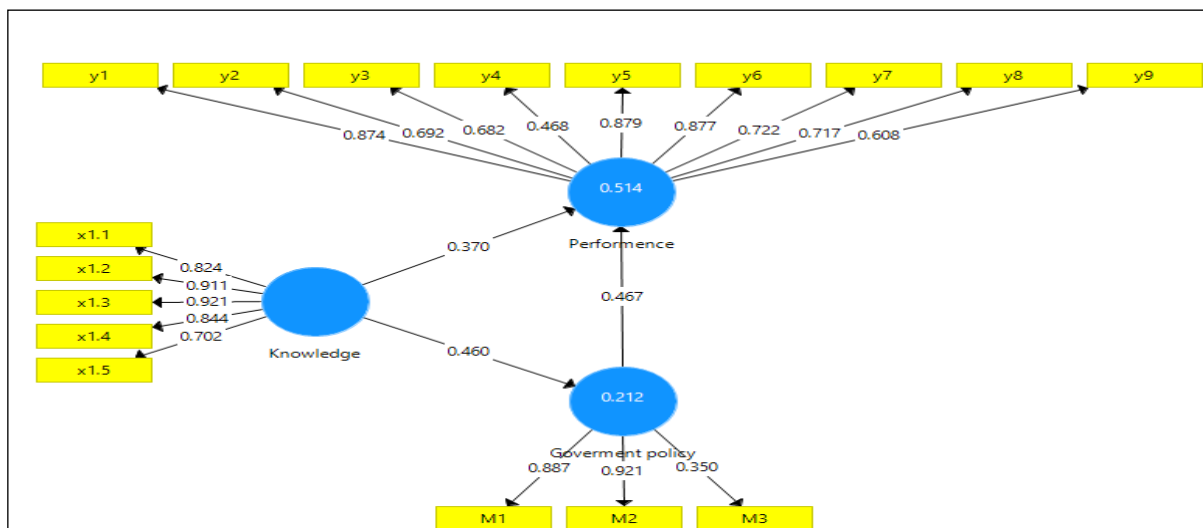 y1 y2 y3 y4 y5 y6 y7 y8 y9
0.874 0.692 0.682 0.468 0.879 0.877 0.722 0.717 0.608
0.514
Performence
x1.1
x1.2
x1.3
x1.4
x1.5
0.824
0.911
0.921
0.844
0.702
Knowledge
0.370
0.467
0.460
0.212
Goverment policy
0.887 0.921 0.350
M1 M2 M3